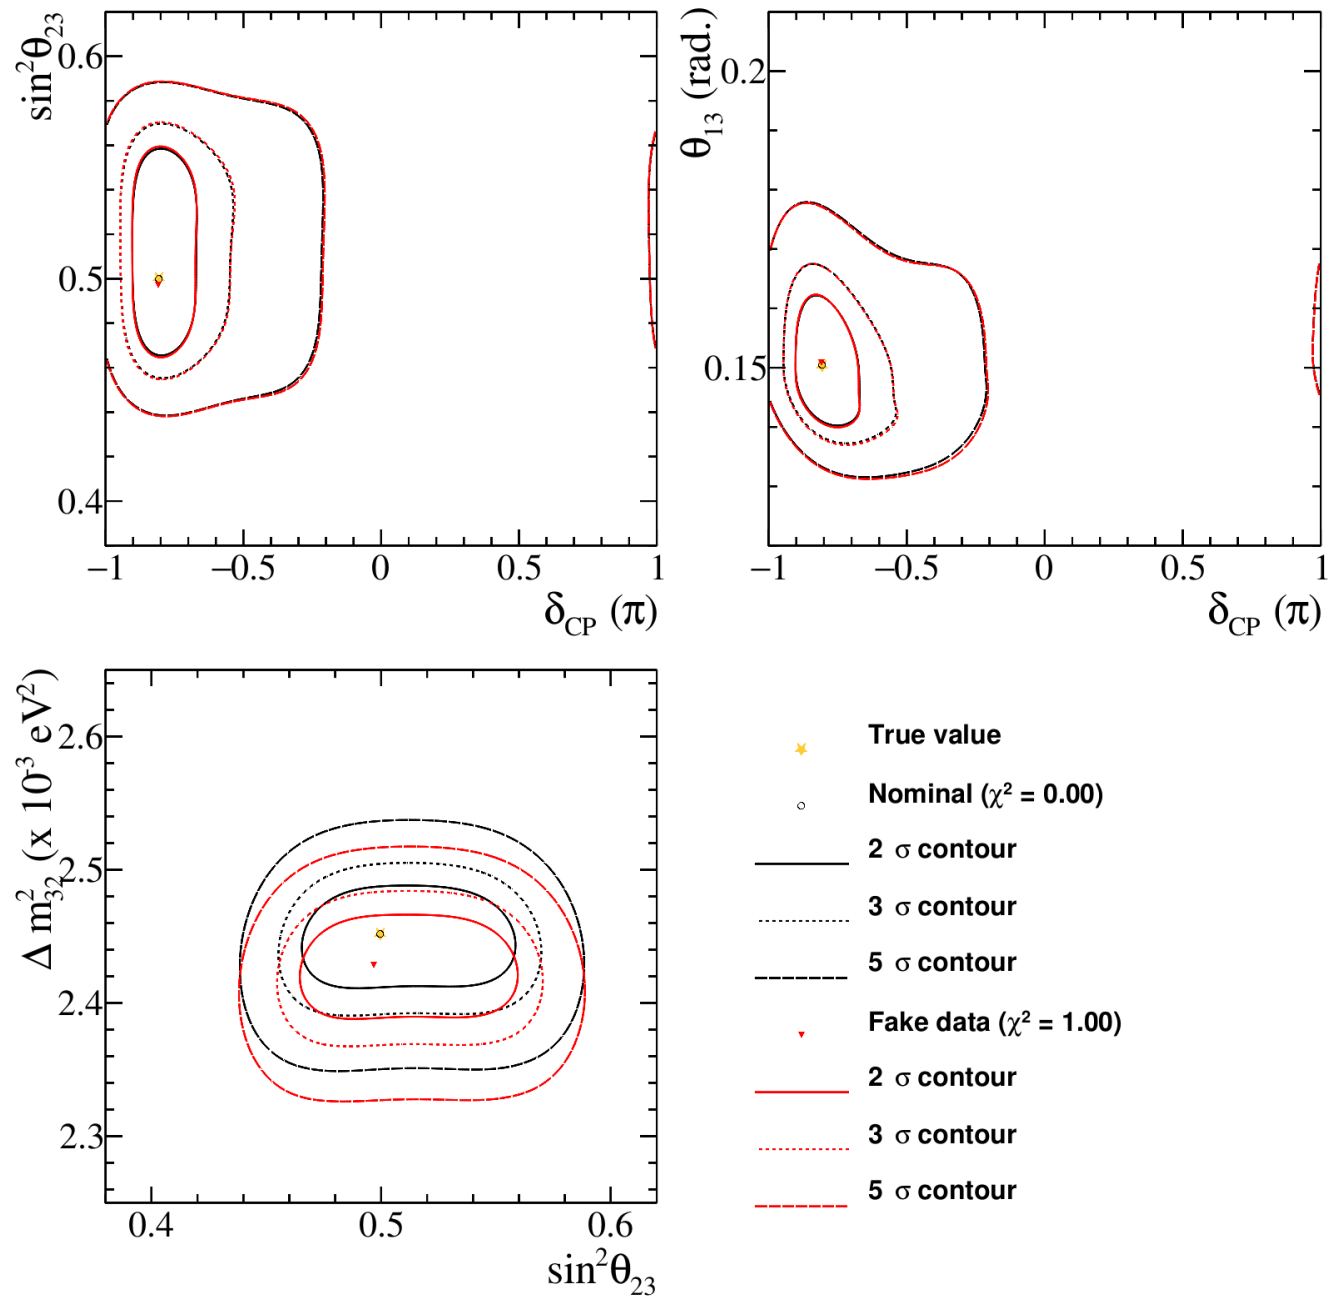 sin²θ₂₃
0.6
0.5
0.4
−1 −0.5 0 0.5 1
δ_CP (π)
θ₁₃ (rad.)
0.2
0.15
−1 −0.5 0 0.5 1
δ_CP (π)
Δ m²₃₂ (x 10⁻³ eV²)
2.6
2.5
2.4
2.3
0.4 0.5 0.6
sin²θ₂₃
True value
Nominal (χ² = 0.00)
2 σ contour
3 σ contour
5 σ contour
Fake data (χ² = 1.00)
2 σ contour
3 σ contour
5 σ contour